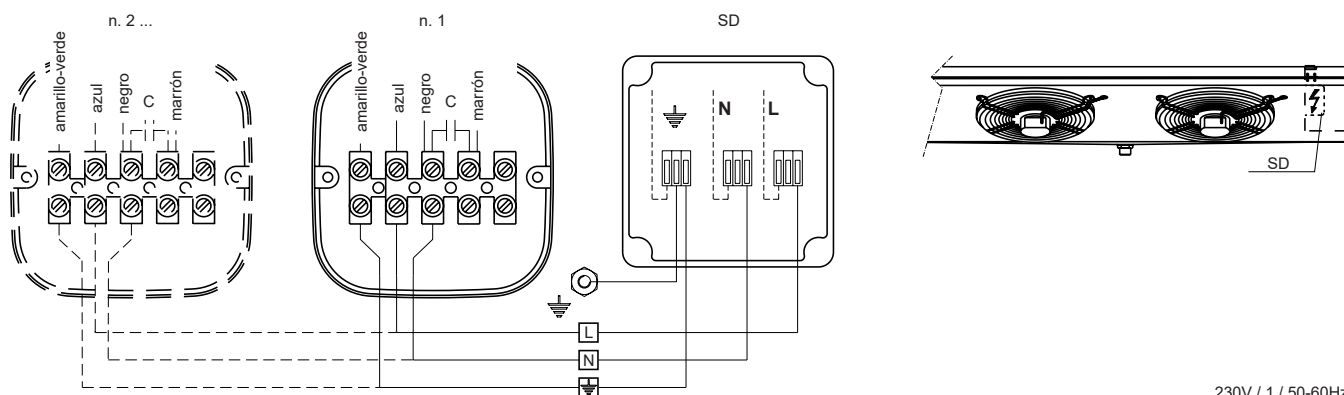 n. 2 ...
n. 1
SD
amarillo-verde
azul
negro
C
marrón
amarillo-verde
azul
negro
C
marrón
N
L
SD
L
N
230V / 1 / 50-60Hz